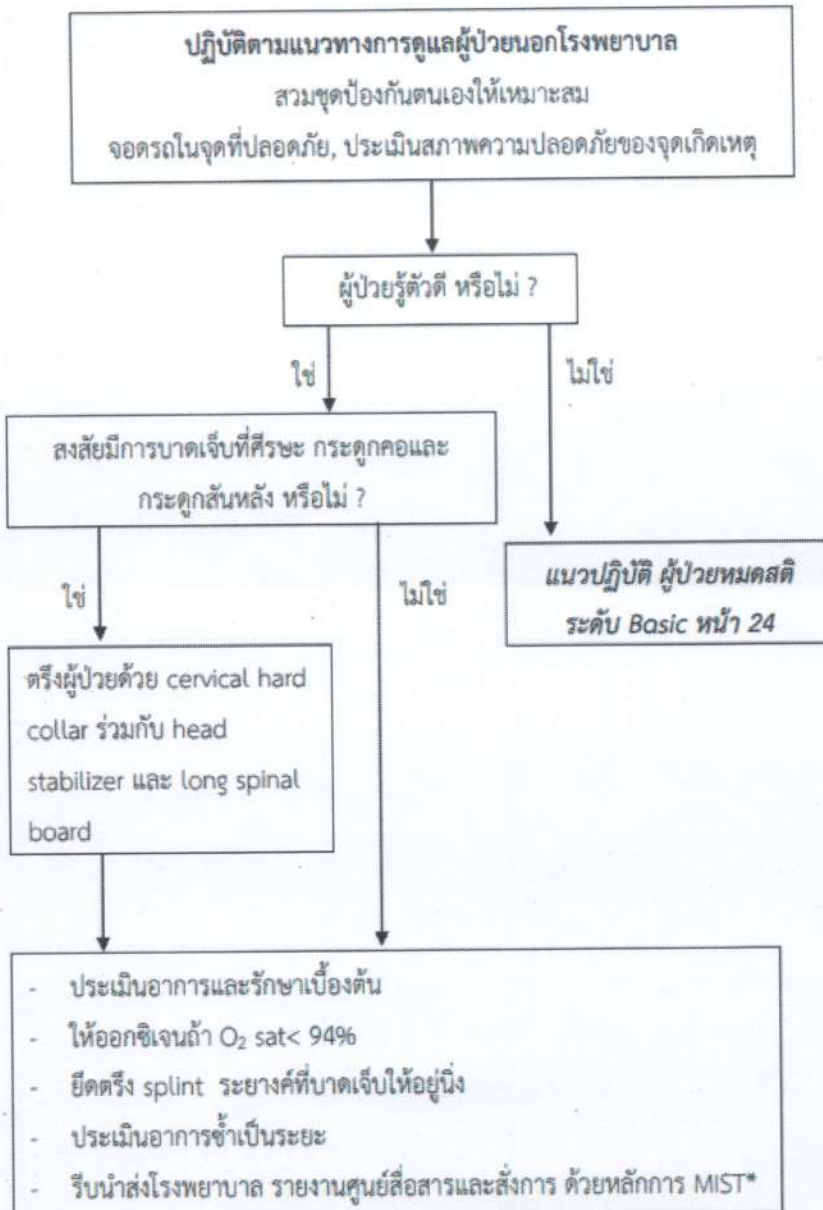 ปฏิบัติตามแนวทางการดูแลผู้ป่วยนอกโรงพยาบาล
สวมชุดป้องกันตนเองให้เหมาะสม
จอดรถในจุดที่ปลอดภัย, ประเมินสภาพความปลอดภัยของจุดเกิดเหตุ
ผู้ป่วยรู้ตัวดี หรือไม่ ?
ใช่
ไม่ใช่
สงสัยมีการบาดเจ็บที่ศีรษะ กระดูกคอและ
กระดูกสันหลัง หรือไม่ ?
แนวปฏิบัติ ผู้ป่วยหมดสติ
ระดับ Basic หน้า 24
ใช่
ไม่ใช่
ตรึงผู้ป่วยด้วย cervical hard
collar ร่วมกับ head
stabilizer และ long spinal
board
- ประเมินอาการและรักษาเบื้องต้น
- ให้ออกซิเจนถ้า O₂ sat< 94%
- ยึดตรึง splint ระยางค์ที่บาดเจ็บให้อยู่นิ่ง
- ประเมินอาการซ้ำเป็นระยะ
- รีบนำส่งโรงพยาบาล รายงานศูนย์สื่อสารและสั่งการ ด้วยหลักการ MIST*